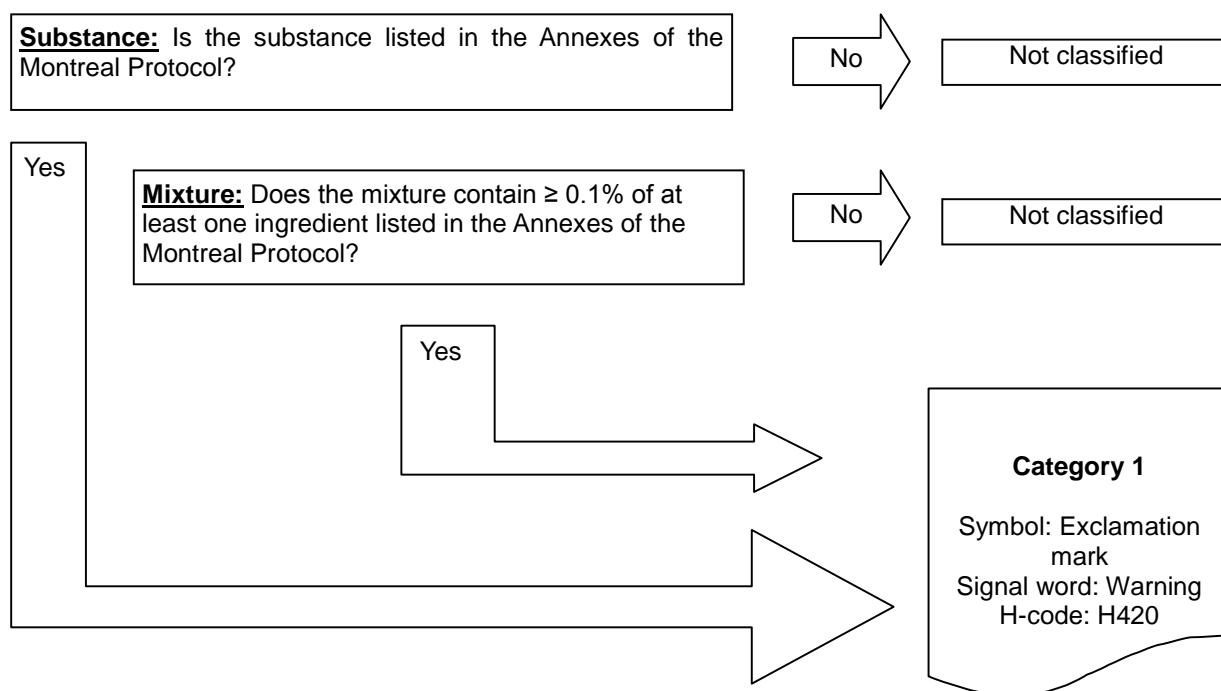 Substance: Is the substance listed in the Annexes of the
Montreal Protocol?
No
Not classified
Yes
Mixture: Does the mixture contain ≥ 0.1% of at
least one ingredient listed in the Annexes of the
Montreal Protocol?
No
Not classified
Yes
Category 1
Symbol: Exclamation
mark
Signal word: Warning
H-code: H420